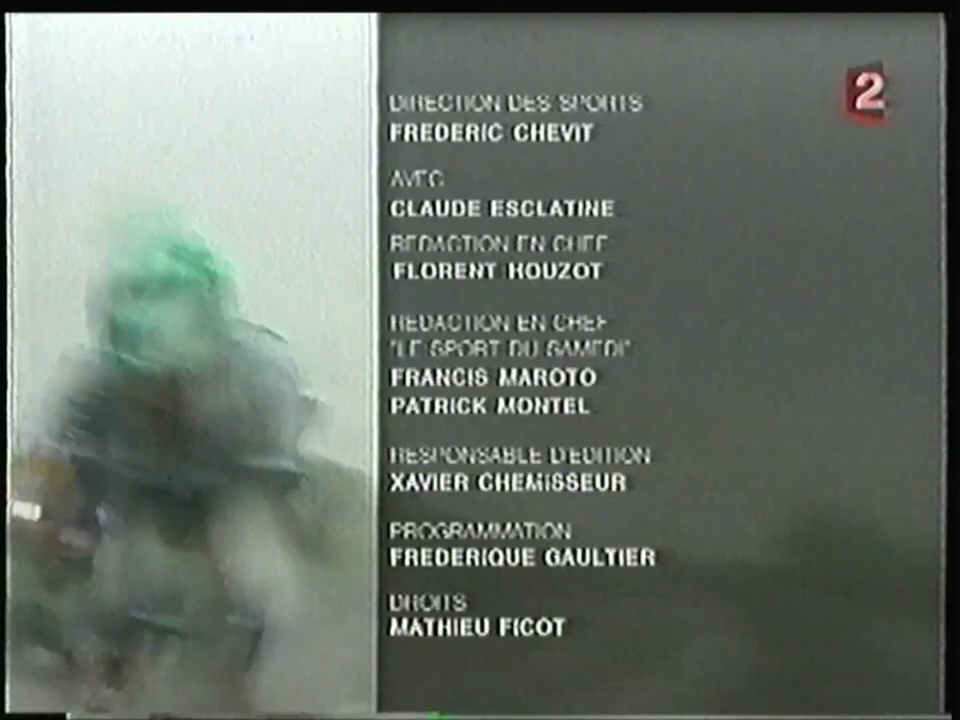 2
DIRECTION DES SPORTS
FREDERIC CHEVIT
AVEC
CLAUDE ESCLATINE
REDACTION EN CHEF
FLORENT HOUZOT
REDACTION EN CHEF
"LE SPORT DU SAMEDI"
FRANCIS MAROTO
PATRICK MONTEL
RESPONSABLE D'EDITION
XAVIER CHEMISSEUR
PROGRAMMATION
FREDERIQUE GAULTIER
DROITS
MATHIEU FICOT